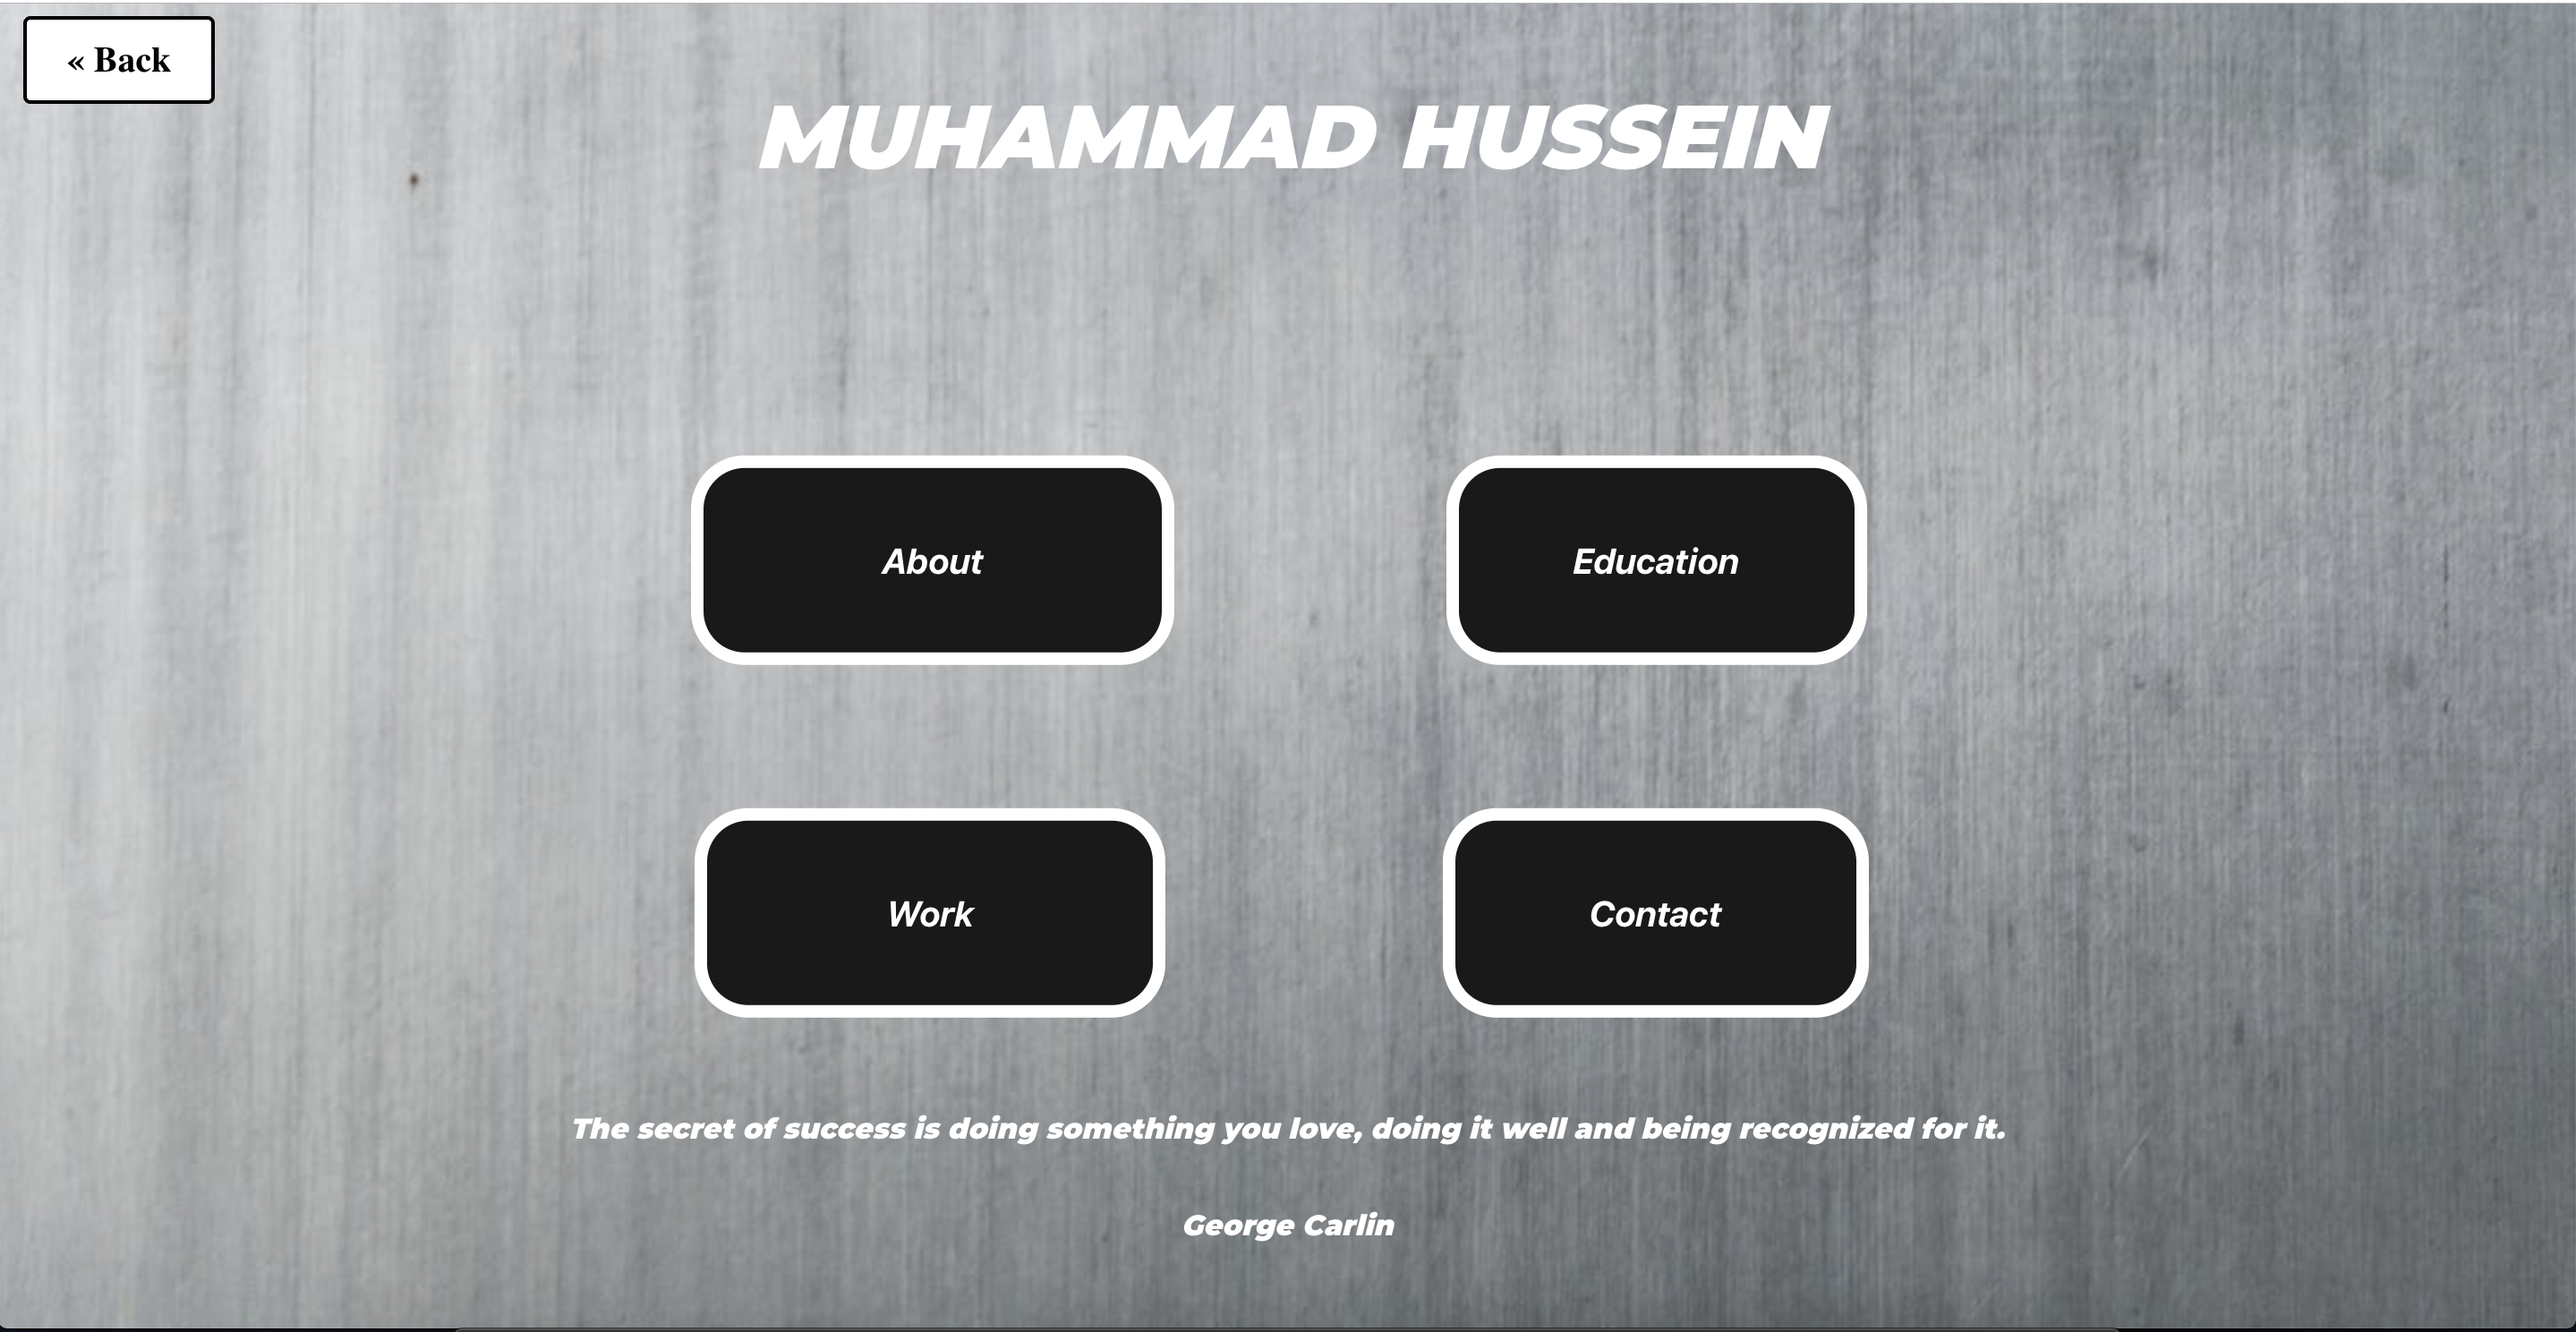 « Back
MUHAMMAD HUSSEIN
About
Education
Work
Contact
The secret of success is doing something you love, doing it well and being recognized for it.
George Carlin